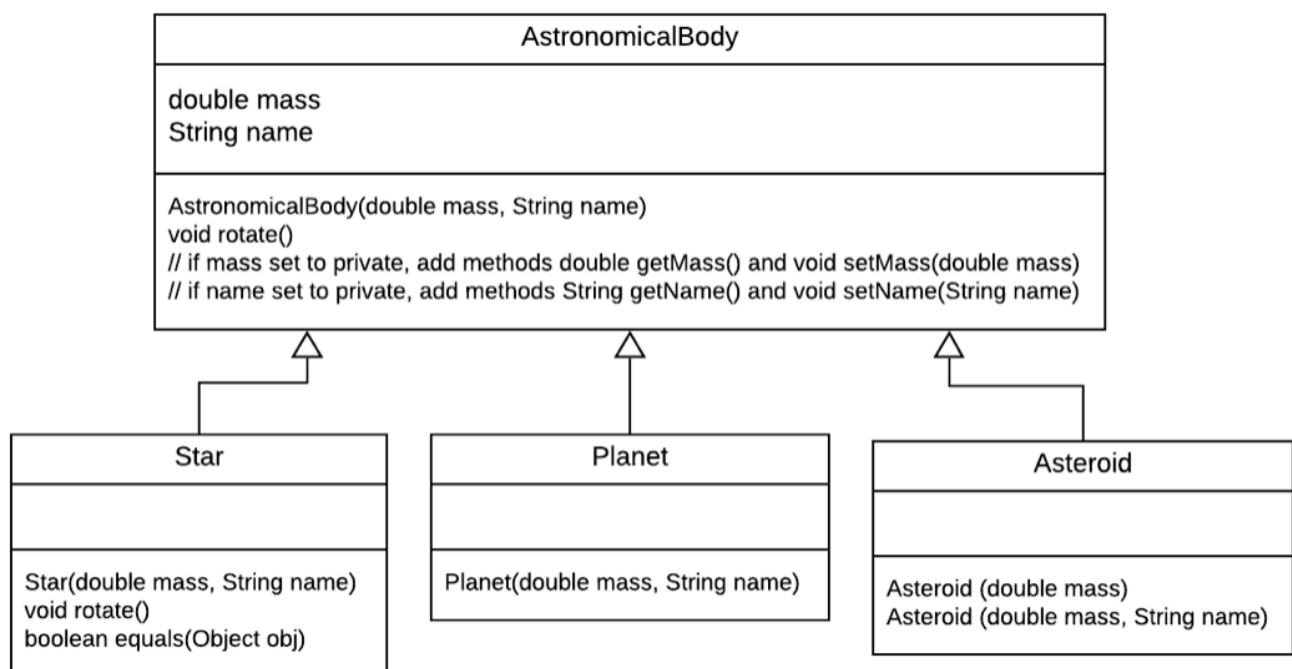 AstronomicalBody
double mass
String name
AstronomicalBody(double mass, String name)
void rotate()
// if mass set to private, add methods double getMass() and void setMass(double mass)
// if name set to private, add methods String getName() and void setName(String name)
Star
Star(double mass, String name)
void rotate()
boolean equals(Object obj)
Planet
Planet(double mass, String name)
Asteroid
Asteroid (double mass)
Asteroid (double mass, String name)